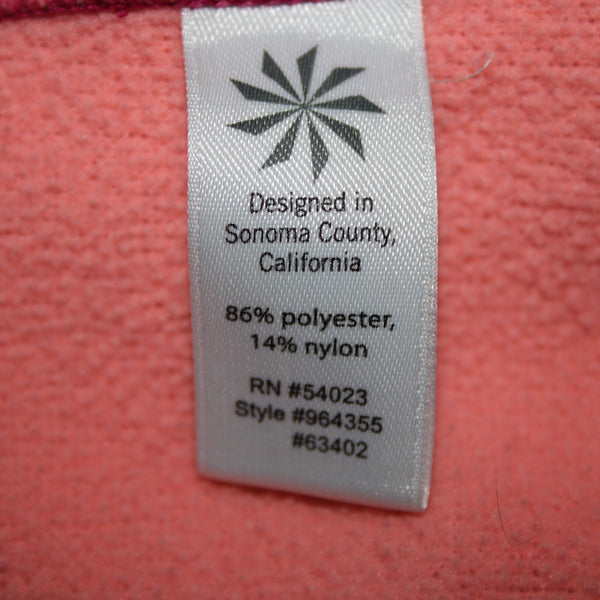 Designed in
Sonoma County,
California
86% polyester,
14% nylon
RN #54023
Style #964355
#63402